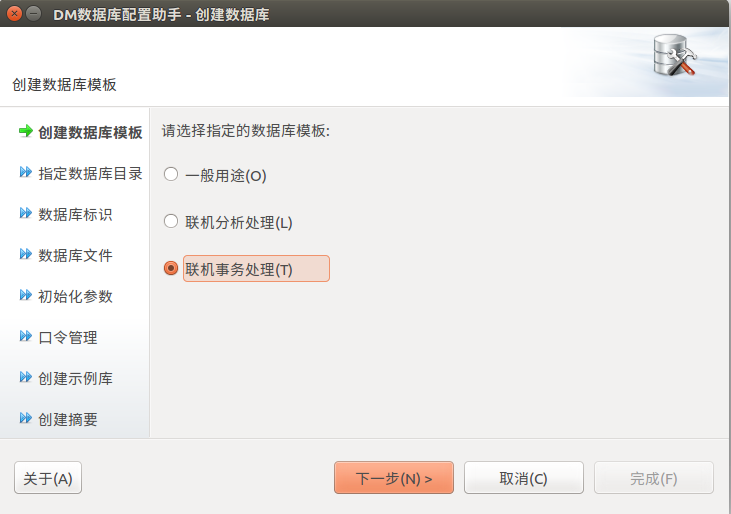 DM数据库配置助手 - 创建数据库
创建数据库模板
创建数据库模板
指定数据库目录
数据库标识
数据库文件
初始化参数
口令管理
创建示例库
创建摘要
请选择指定的数据库模板:
一般用途(O)
联机分析处理(L)
联机事务处理(T)
关于(A)
下一步(N) >
取消(C)
完成(F)